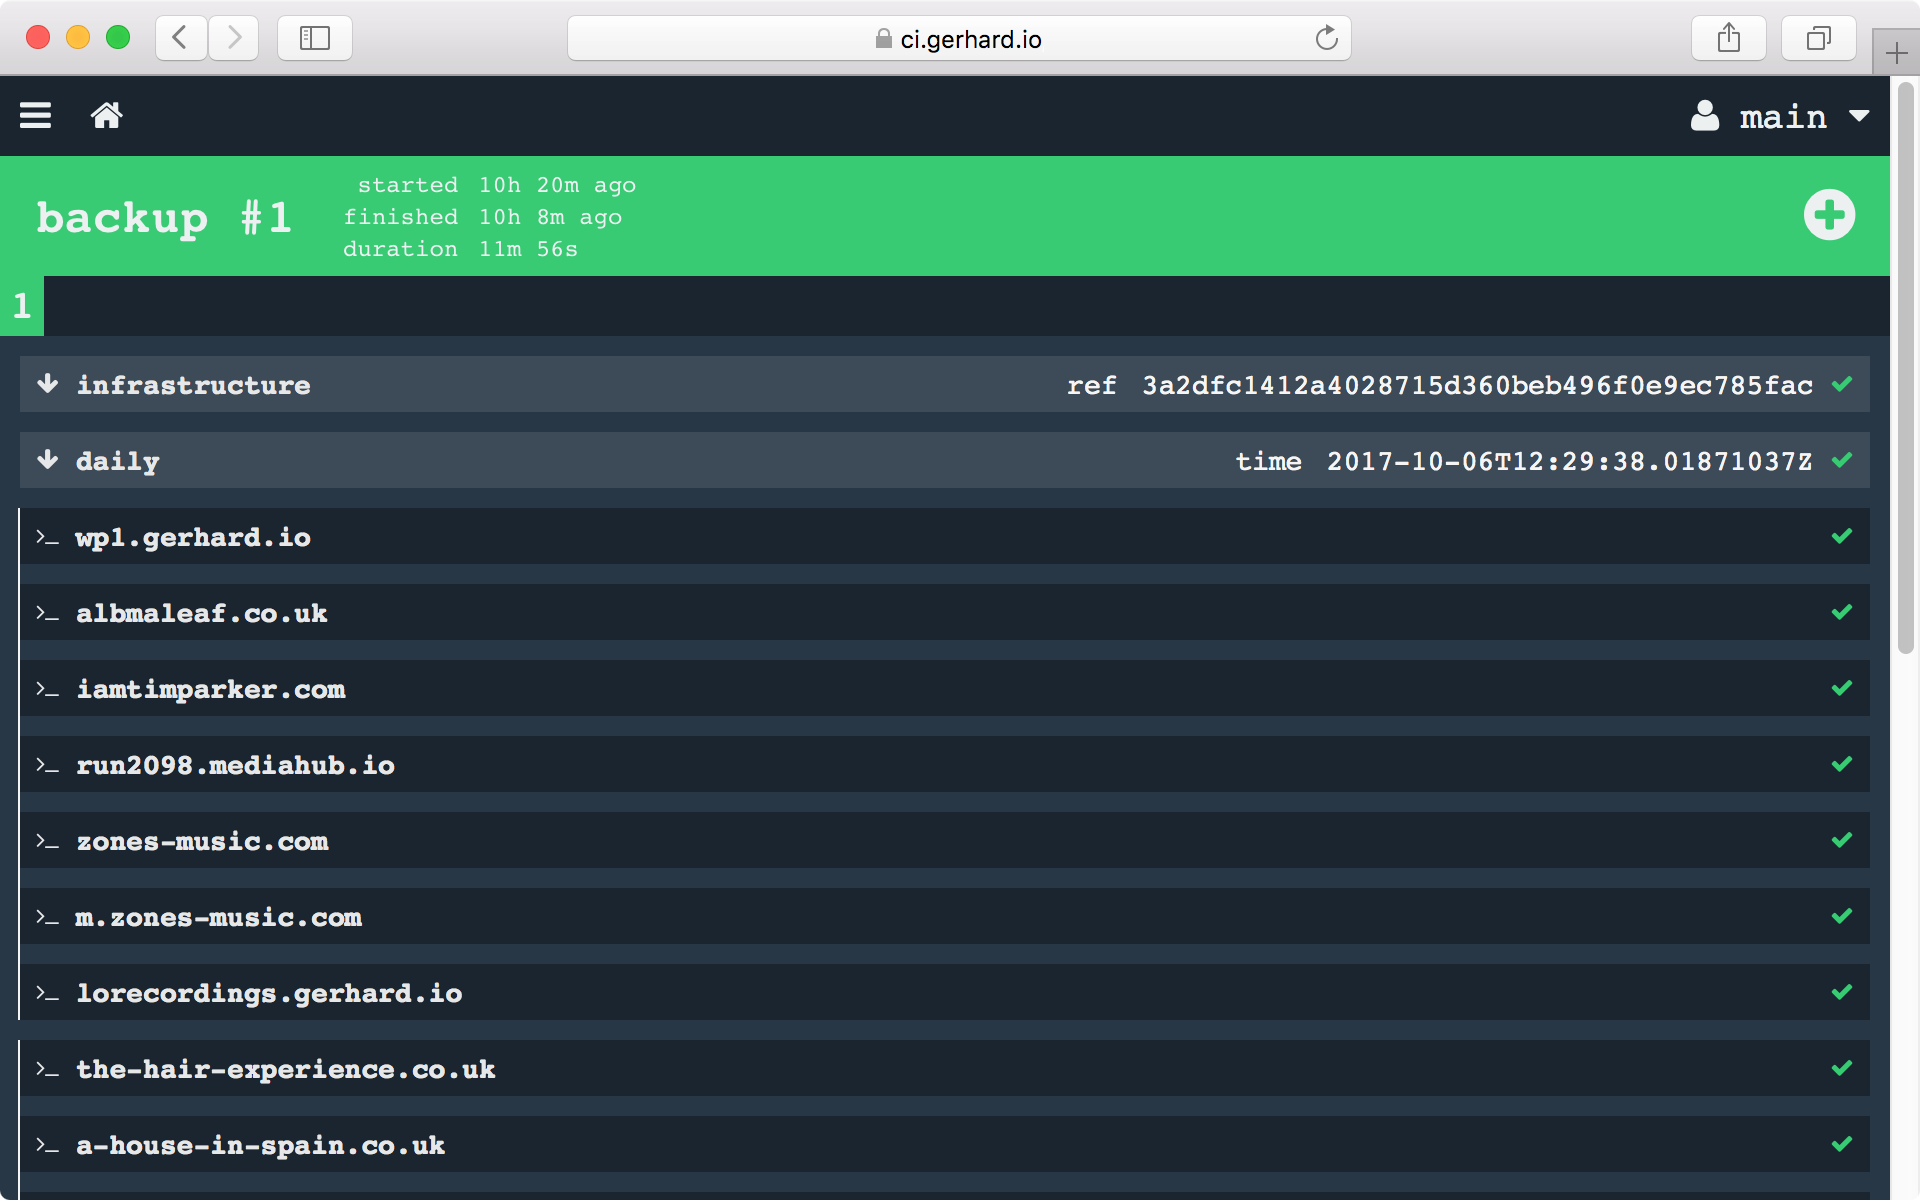 ci.gerhard.io
main
backup #1
started 10h 20m ago
finished 10h 8m ago
duration 11m 56s
1
infrastructure ref 3a2dfc1412a4028715d360beb496f0e9ec785fac
daily time 2017-10-06T12:29:38.01871037Z
>_ wp1.gerhard.io
>_ albmaleaf.co.uk
>_ iamtimparker.com
>_ run2098.mediahub.io
>_ zones-music.com
>_ m.zones-music.com
>_ lorecordings.gerhard.io
>_ the-hair-experience.co.uk
>_ a-house-in-spain.co.uk